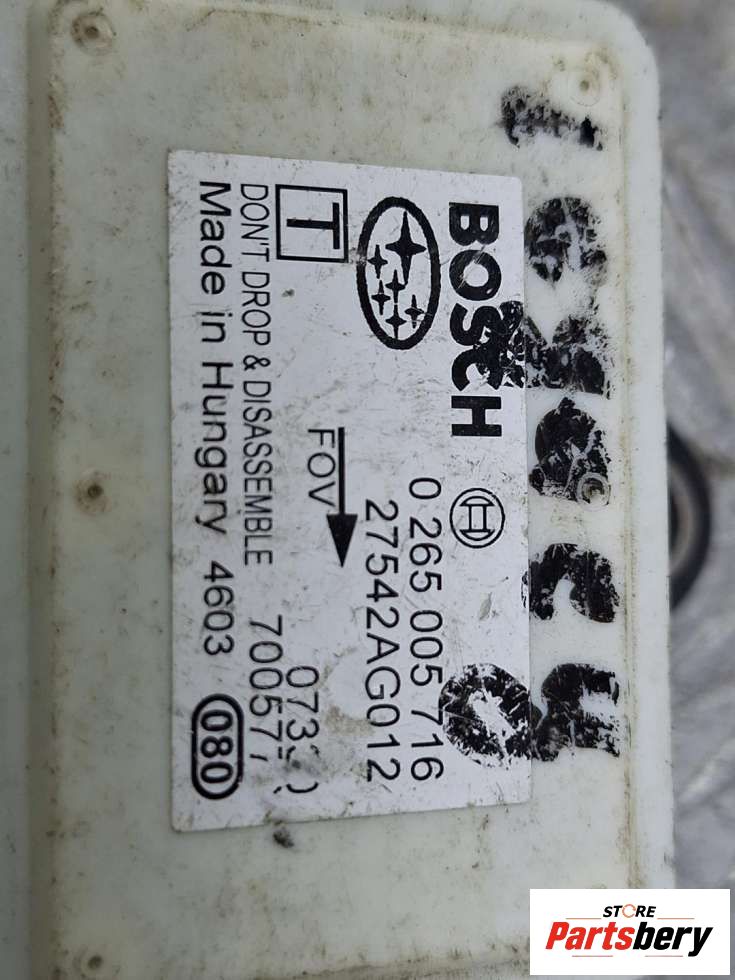 BOSCH
0 265 005 716
27542AG012
FOV
T
DON'T DROP & DISASSEMBLE
Made in Hungary 4603
080
STORE
Partsbery